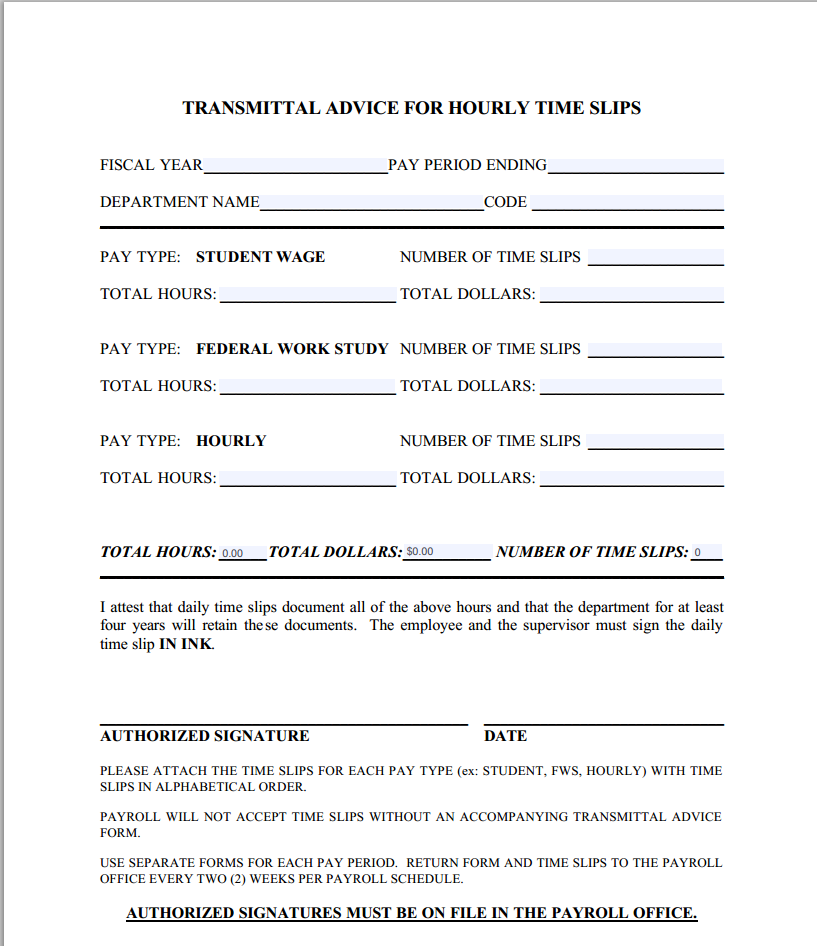 TRANSMITTAL ADVICE FOR HOURLY TIME SLIPS
FISCAL YEAR PAY PERIOD ENDING
DEPARTMENT NAME CODE
PAY TYPE: STUDENT WAGE NUMBER OF TIME SLIPS
TOTAL HOURS: TOTAL DOLLARS:
PAY TYPE: FEDERAL WORK STUDY NUMBER OF TIME SLIPS
TOTAL HOURS: TOTAL DOLLARS:
PAY TYPE: HOURLY NUMBER OF TIME SLIPS
TOTAL HOURS: TOTAL DOLLARS:
TOTAL HOURS: 0.00 TOTAL DOLLARS: $0.00 NUMBER OF TIME SLIPS: 0
I attest that daily time slips document all of the above hours and that the department for at least
four years will retain these documents. The employee and the supervisor must sign the daily
time slip IN INK.
AUTHORIZED SIGNATURE DATE
PLEASE ATTACH THE TIME SLIPS FOR EACH PAY TYPE (ex: STUDENT, FWS, HOURLY) WITH TIME
SLIPS IN ALPHABETICAL ORDER.
PAYROLL WILL NOT ACCEPT TIME SLIPS WITHOUT AN ACCOMPANYING TRANSMITTAL ADVICE
FORM.
USE SEPARATE FORMS FOR EACH PAY PERIOD. RETURN FORM AND TIME SLIPS TO THE PAYROLL
OFFICE EVERY TWO (2) WEEKS PER PAYROLL SCHEDULE.
AUTHORIZED SIGNATURES MUST BE ON FILE IN THE PAYROLL OFFICE.